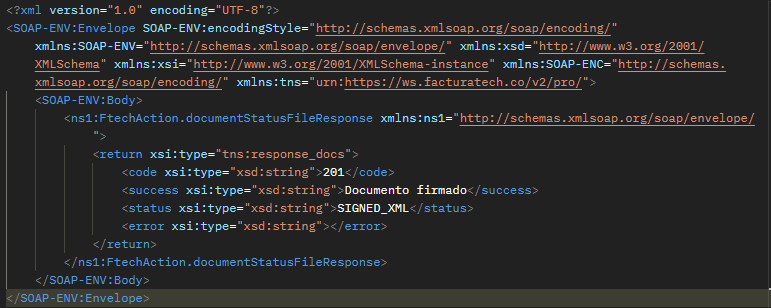 <?xml version="1.0" encoding="UTF-8"?>
<SOAP-ENV:Envelope SOAP-ENV:encodingStyle="http://schemas.xmlsoap.org/soap/encoding/"
xmlns:SOAP-ENV="http://schemas.xmlsoap.org/soap/envelope/" xmlns:xsd="http://www.w3.org/2001/
XMLSchema" xmlns:xsi="http://www.w3.org/2001/XMLSchema-instance" xmlns:SOAP-ENC="http://schemas.
xmlsoap.org/soap/encoding/" xmlns:tns="urn:https://ws.facturatech.co/v2/pro/">
<SOAP-ENV:Body>
<ns1:FtechAction.documentStatusFileResponse xmlns:ns1="http://schemas.xmlsoap.org/soap/envelope/
">
<return xsi:type="tns:response_docs">
<code xsi:type="xsd:string">201</code>
<success xsi:type="xsd:string">Documento firmado</success>
<status xsi:type="xsd:string">SIGNED_XML</status>
<error xsi:type="xsd:string"></error>
</return>
</ns1:FtechAction.documentStatusFileResponse>
</SOAP-ENV:Body>
</SOAP-ENV:Envelope>